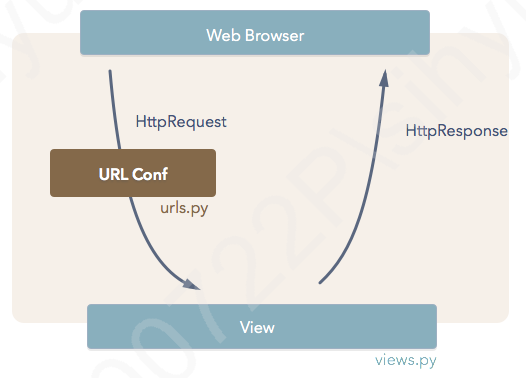 Web Browser
HttpRequest
HttpResponse
URL Conf
urls.py
View
views.py